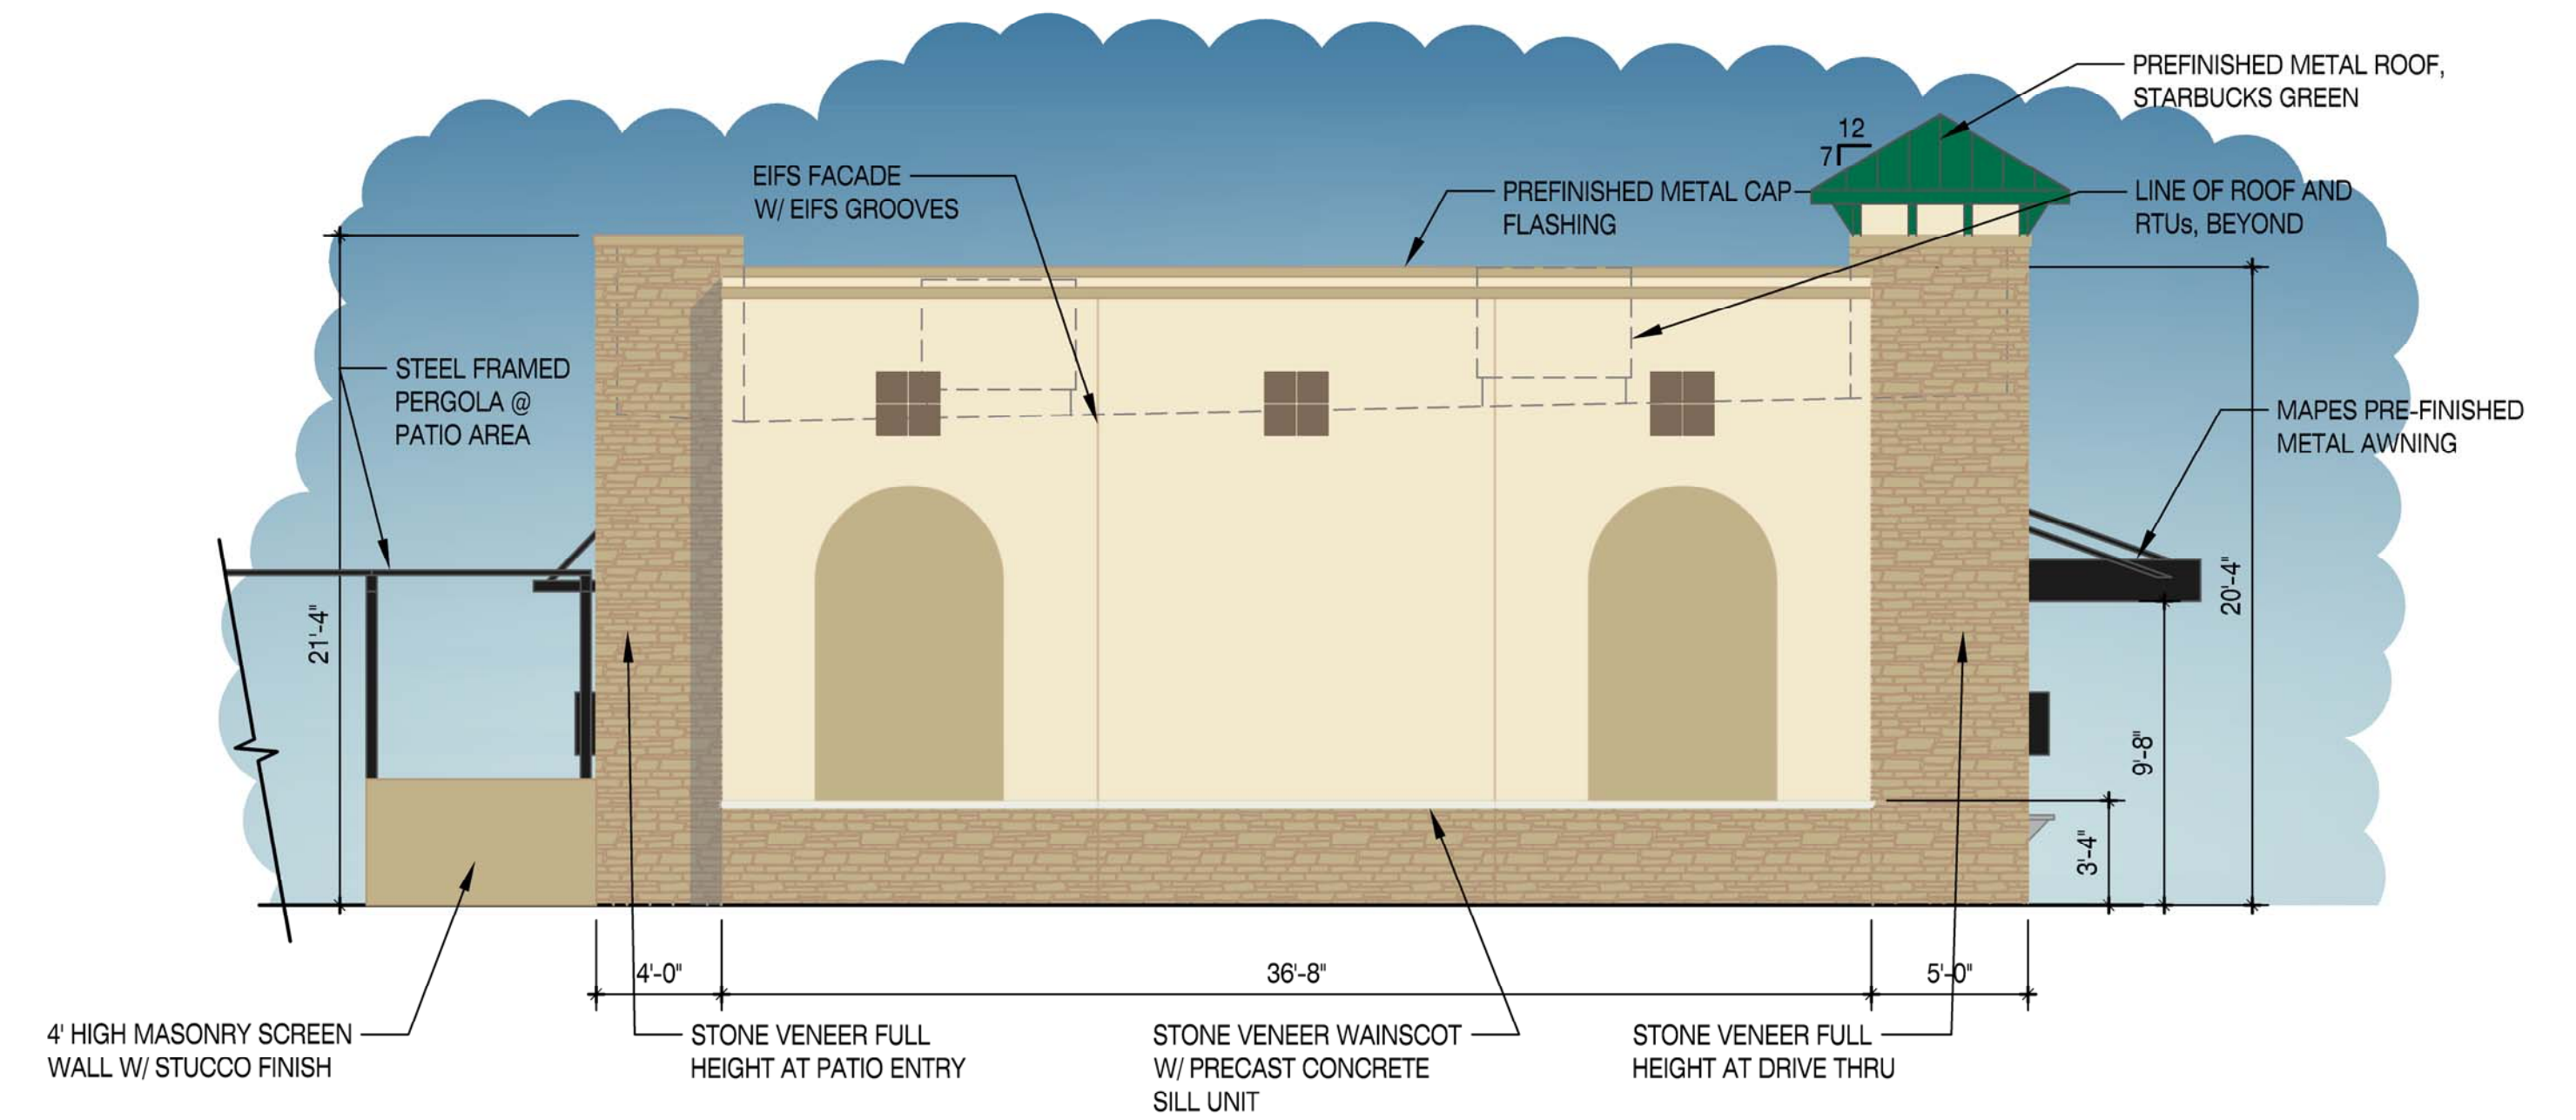 PREFINISHED METAL ROOF,
STARBUCKS GREEN
12
7
EIFS FACADE
W/ EIFS GROOVES
PREFINISHED METAL CAP
FLASHING
LINE OF ROOF AND
RTUs, BEYOND
STEEL FRAMED
PERGOLA @
PATIO AREA
MAPES PRE-FINISHED
METAL AWNING
21'-4"
20'-4"
9'-8"
3'-4"
4'-0"
36'-8"
5'-0"
4' HIGH MASONRY SCREEN
WALL W/ STUCCO FINISH
STONE VENEER FULL
HEIGHT AT PATIO ENTRY
STONE VENEER WAINSCOT
W/ PRECAST CONCRETE
SILL UNIT
STONE VENEER FULL
HEIGHT AT DRIVE THRU